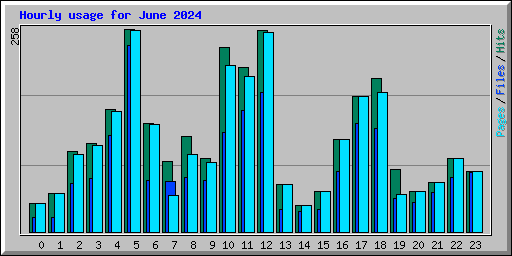 Hourly usage for June 2024
258
Pages / Files / Hits
0 1 2 3 4 5 6 7 8 9 10 11 12 13 14 15 16 17 18 19 20 21 22 23